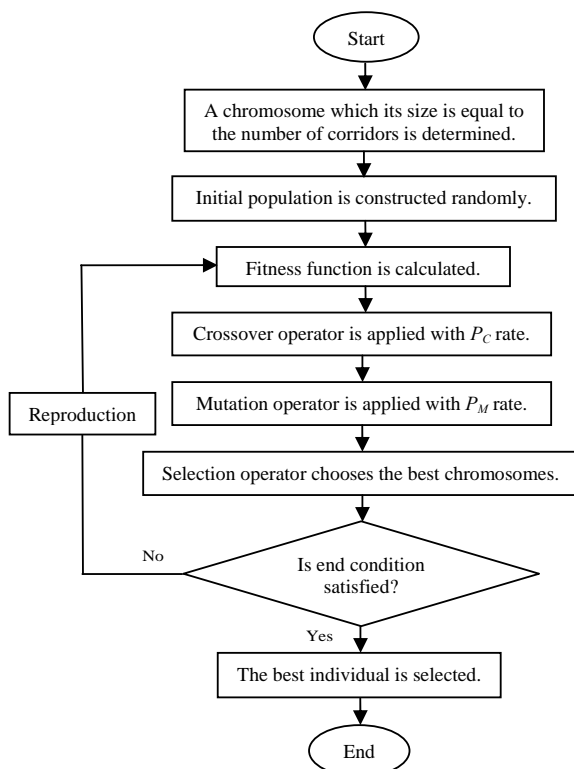 Start
A chromosome which its size is equal to
the number of corridors is determined.
Initial population is constructed randomly.
Fitness function is calculated.
Crossover operator is applied with P_C rate.
Reproduction
Mutation operator is applied with P_M rate.
Selection operator chooses the best chromosomes.
No
Is end condition
satisfied?
Yes
The best individual is selected.
End